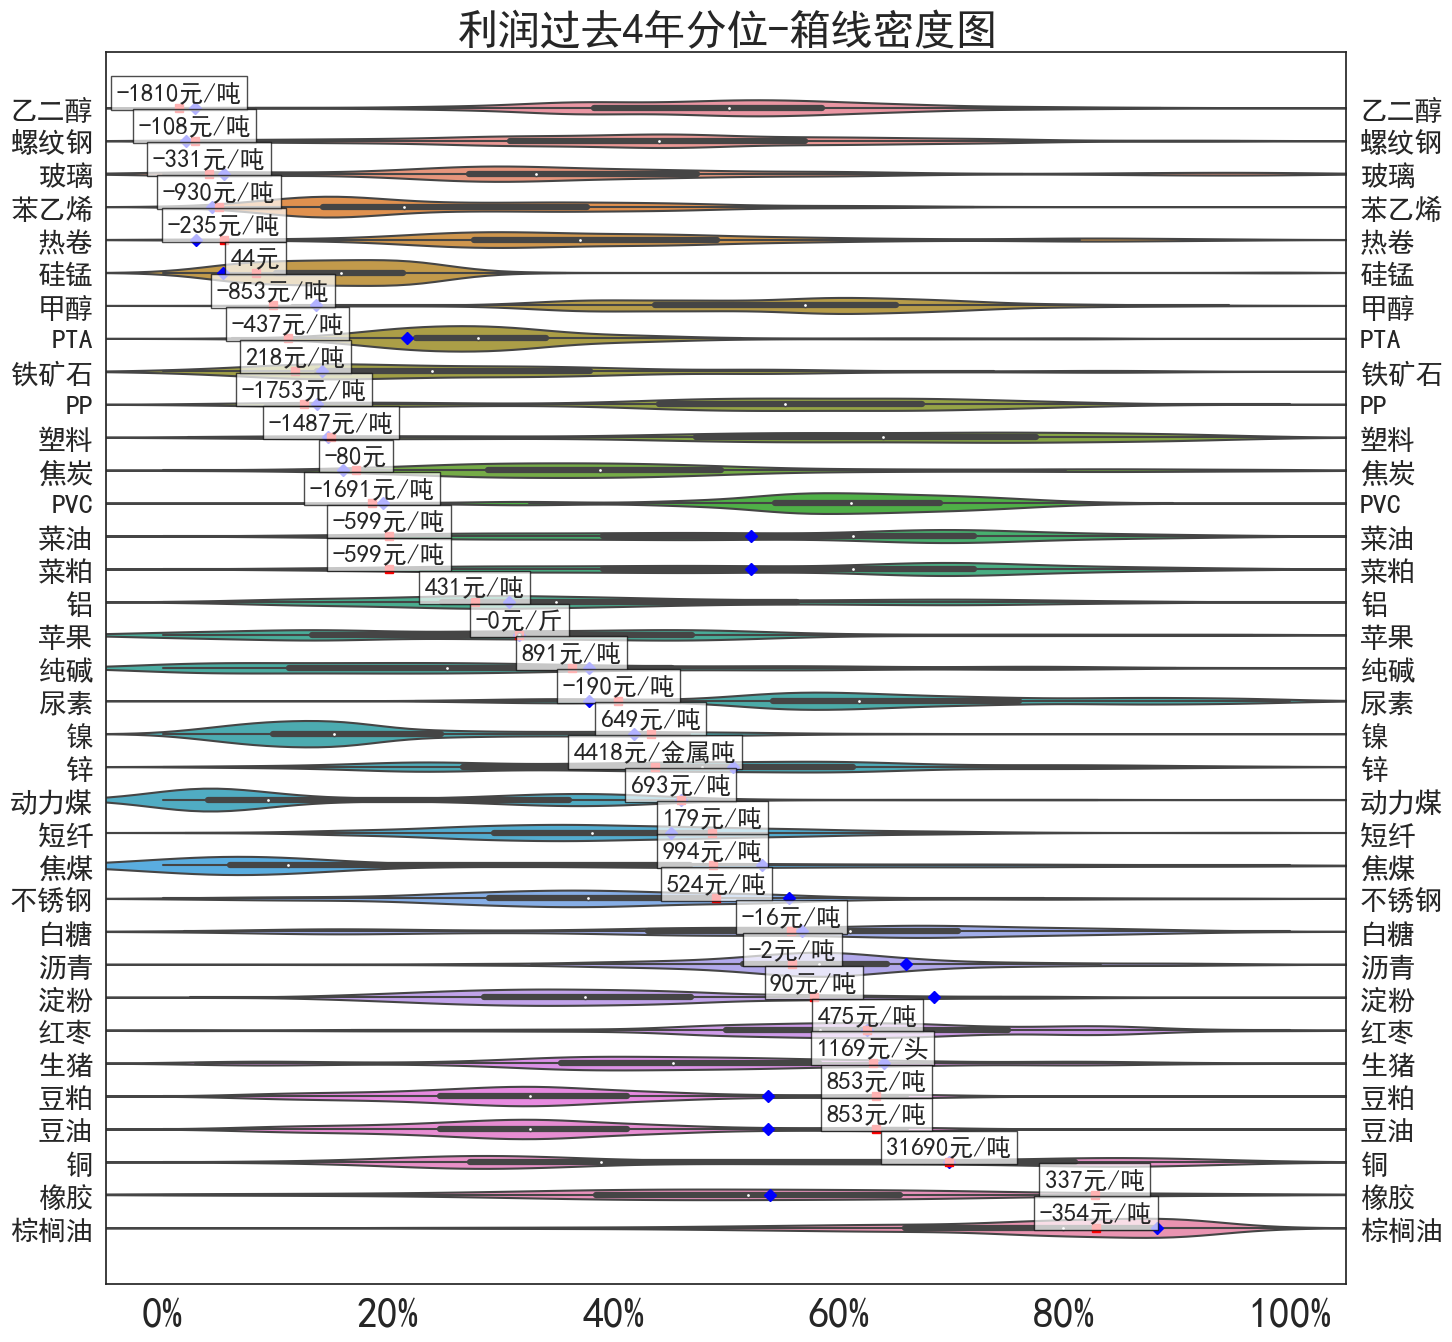 利润过去4年分位-箱线密度图
乙二醇 -1810元/吨 乙二醇
螺纹钢 -108元/吨 螺纹钢
玻璃 -331元/吨 玻璃
苯乙烯 -930元/吨 苯乙烯
热卷 -235元/吨 热卷
硅锰 44元 硅锰
甲醇 -853元/吨 甲醇
PTA -437元/吨 PTA
铁矿石 218元/吨 铁矿石
PP -1753元/吨 PP
塑料 -1487元/吨 塑料
焦炭 -80元 焦炭
PVC -1691元/吨 PVC
菜油 -599元/吨 菜油
菜粕 -599元/吨 菜粕
铝 431元/吨 铝
苹果 -0元/斤 苹果
纯碱 891元/吨 纯碱
尿素 -190元/吨 尿素
镍 649元/吨 镍
锌 4418元/金属吨 锌
动力煤 693元/吨 动力煤
短纤 179元/吨 短纤
焦煤 994元/吨 焦煤
不锈钢 524元/吨 不锈钢
白糖 -16元/吨 白糖
沥青 -2元/吨 沥青
淀粉 90元/吨 淀粉
红枣 475元/吨 红枣
生猪 1169元/头 生猪
豆粕 853元/吨 豆粕
豆油 853元/吨 豆油
铜 31690元/吨 铜
橡胶 337元/吨 橡胶
棕榈油 -354元/吨 棕榈油
0% 20% 40% 60% 80% 100%